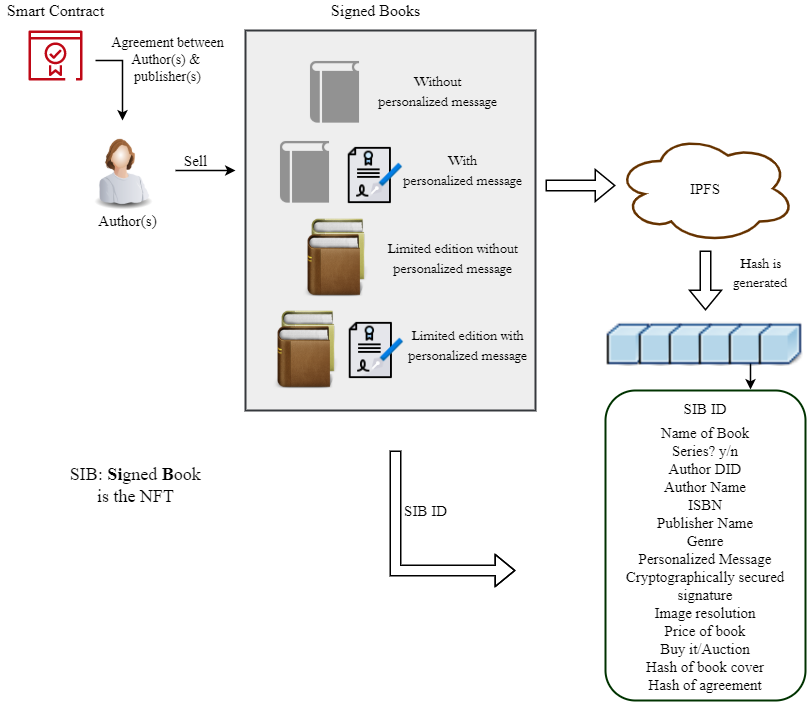 Smart Contract
Agreement between
Author(s) &
publisher(s)
Author(s)
Sell
Signed Books
Without
personalized message
With
personalized message
Limited edition without
personalized message
Limited edition with
personalized message
IPFS
Hash is
generated
SIB ID
Name of Book
Series? y/n
Author DID
Author Name
ISBN
Publisher Name
Genre
Personalized Message
Cryptographically secured
signature
Image resolution
Price of book
Buy it/Auction
Hash of book cover
Hash of agreement
SIB ID
SIB: Signed Book
is the NFT